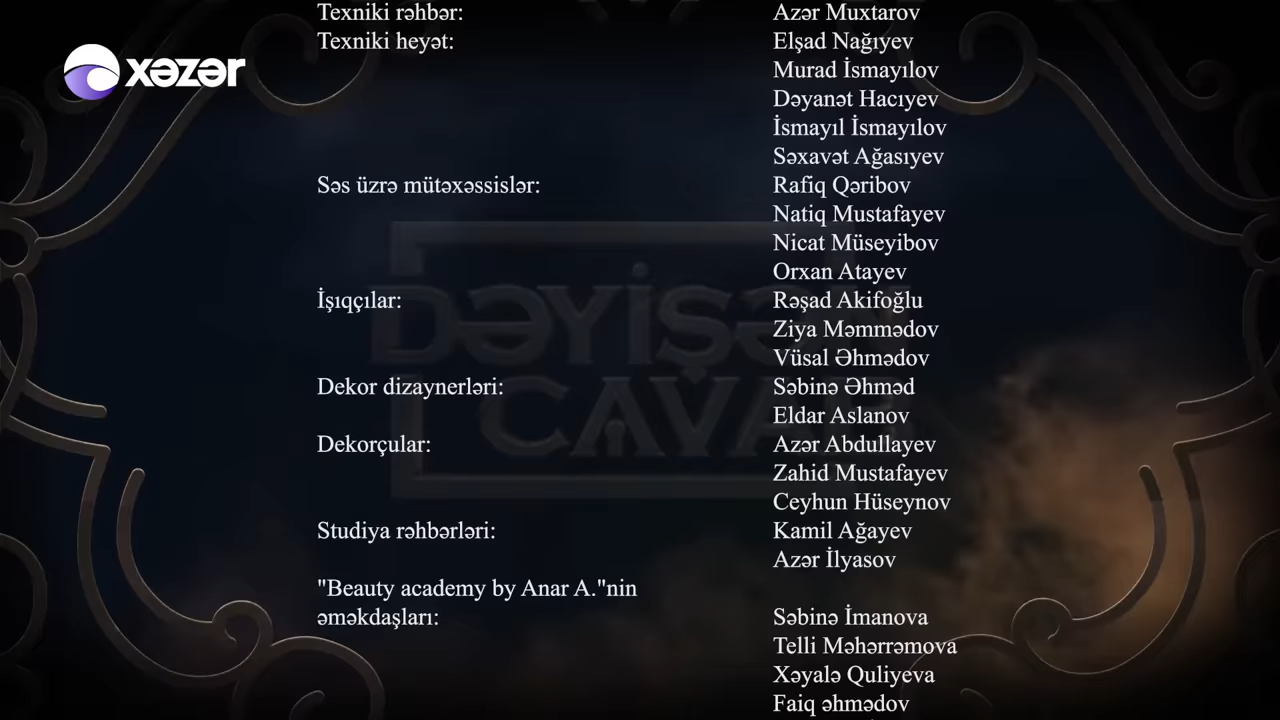 Texniki rəhbər: Azər Muxtarov
xəzər
Texniki heyət: Elşad Nağıyev
Murad İsmayılov
Dəyanət Hacıyev
İsmayıl İsmayılov
Səxavət Ağasıyev
Səs üzrə mütəxəssislər: Rafiq Qəribov
Natiq Mustafayev
Nicat Müseyibov
Orxan Atayev
İşıqçılar: Rəşad Akifoğlu
Ziya Məmmədov
Vüsal Əhmədov
Dekor dizaynerləri: Səbinə Əhməd
Eldar Aslanov
Dekorçular: Azər Abdullayev
Zahid Mustafayev
Ceyhun Hüseynov
Studiya rəhbərləri: Kamil Ağayev
Azər İlyasov
"Beauty academy by Anar A."nin
əməkdaşları: Səbinə İmanova
Telli Məhərrəmova
Xəyalə Quliyeva
Faiq əhmədov
DƏYİŞƏN